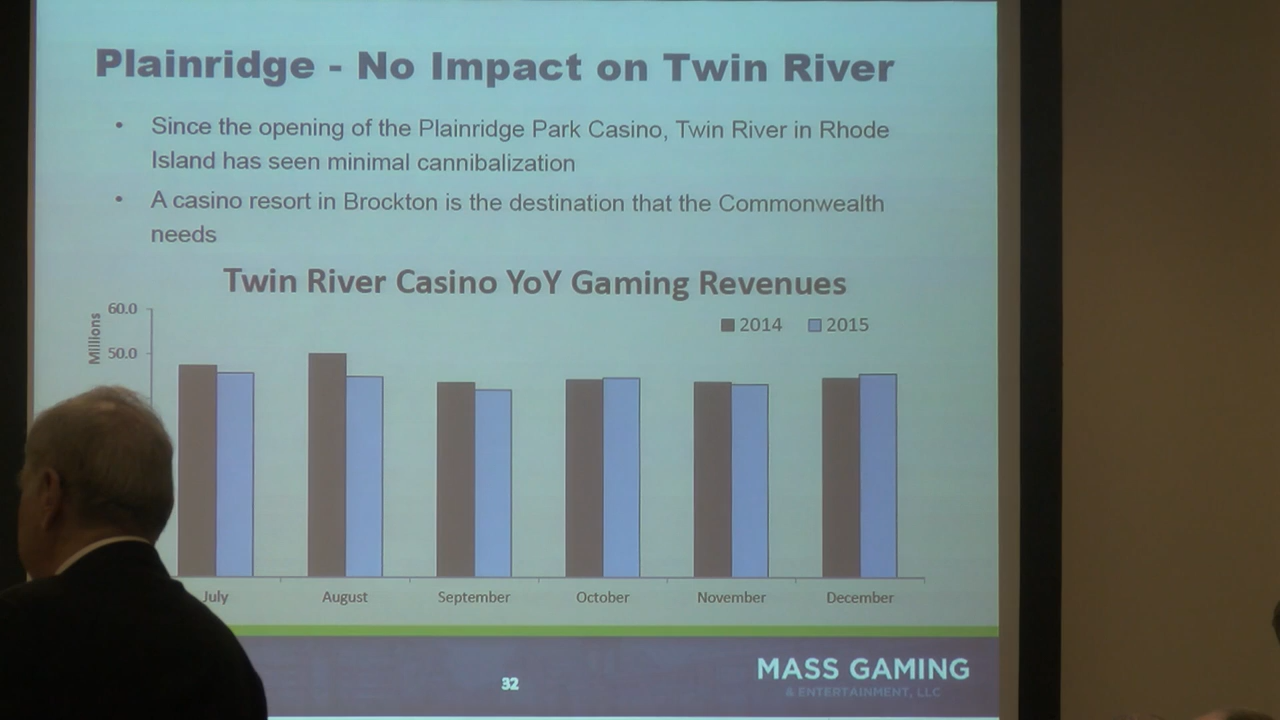 Plainridge - No Impact on Twin River
• Since the opening of the Plainridge Park Casino, Twin River in Rhode
Island has seen minimal cannibalization
• A casino resort in Brockton is the destination that the Commonwealth
needs
Twin River Casino YoY Gaming Revenues
Millions
60.0
50.0
2014 2015
July August September October November December
32
MASS GAMING
& ENTERTAINMENT, LLC